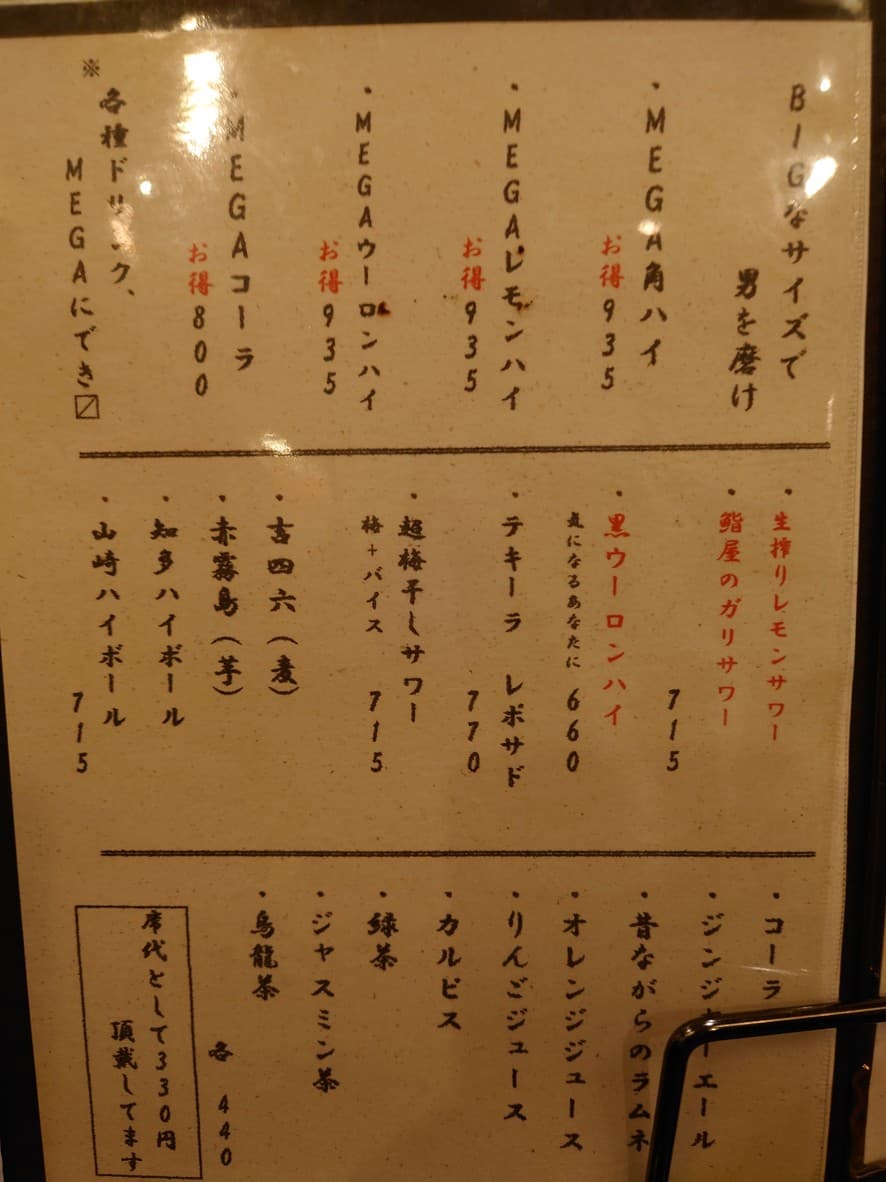 BIGなサイズで
男を磨け
・MEGA角ハイ
お得935
・MEGAレモンハイ
お得935
・MEGAウーロンハイ
お得935
・MEGAコーラ
お得800
※各種ドリンク、
MEGAにでき〼
・生搾りレモンサワー
・鮨屋のガリサワー
715
・黒ウーロンハイ
気になるあなたに 660
・テキーラ レポサド
770
・超梅干しサワー
梅+バイス 715
・吉四六(麦)
・赤霧島(芋)
・知多ハイボール
・山崎ハイボール
715
・コーラ
・ジンジャーエール
・昔ながらのラムネ
・オレンジジュース
・りんごジュース
・カルピス
・緑茶
・ジャスミン茶
・烏龍茶
各 440
席代として330円
頂戴してます